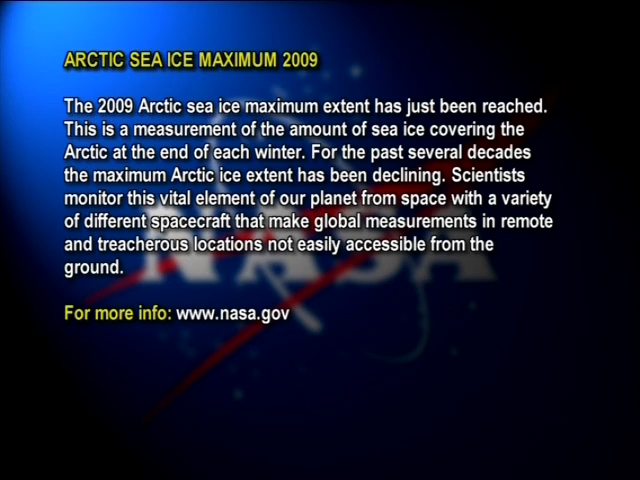 ARCTIC SEA ICE MAXIMUM 2009
The 2009 Arctic sea ice maximum extent has just been reached.
This is a measurement of the amount of sea ice covering the
Arctic at the end of each winter. For the past several decades
the maximum Arctic ice extent has been declining. Scientists
monitor this vital element of our planet from space with a variety
of different spacecraft that make global measurements in remote
and treacherous locations not easily accessible from the
ground.
For more info: www.nasa.gov
NASA